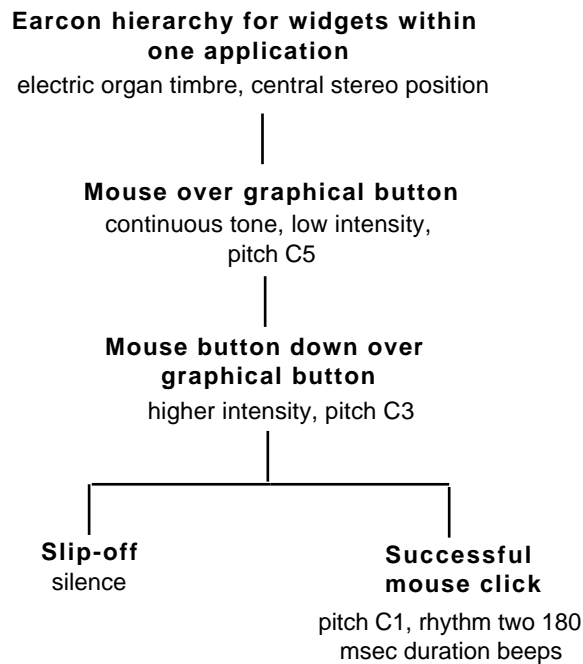 Earcon hierarchy for widgets within
one application
electric organ timbre, central stereo position
Mouse over graphical button
continuous tone, low intensity,
pitch C5
Mouse button down over
graphical button
higher intensity, pitch C3
Slip-off
silence
Successful
mouse click
pitch C1, rhythm two 180
msec duration beeps